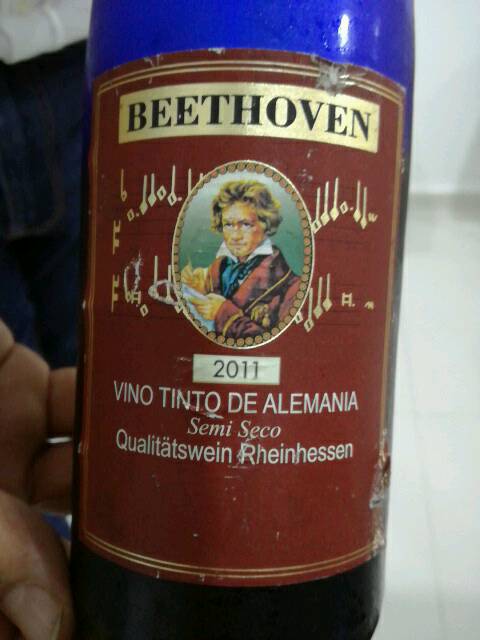 BEETHOVEN
2011
VINO TINTO DE ALEMANIA
Semi Seco
Qualitätswein Rheinhessen